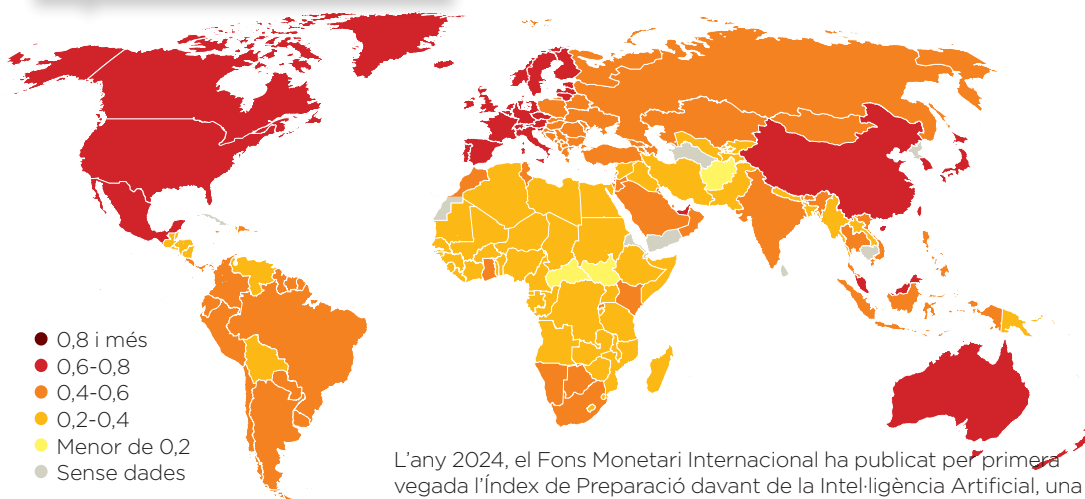 0,8 i més
0,6-0,8
0,4-0,6
0,2-0,4
Menor de 0,2
Sense dades
L'any 2024, el Fons Monetari Internacional ha publicat per primera
vegada l'Índex de Preparació davant de la Intel·ligència Artificial, una